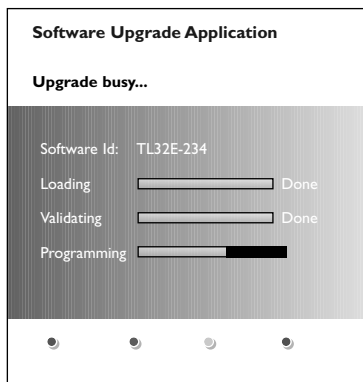 Software Upgrade Application
Upgrade busy...
Software Id: TL32E-234
Loading Done
Validating Done
Programming